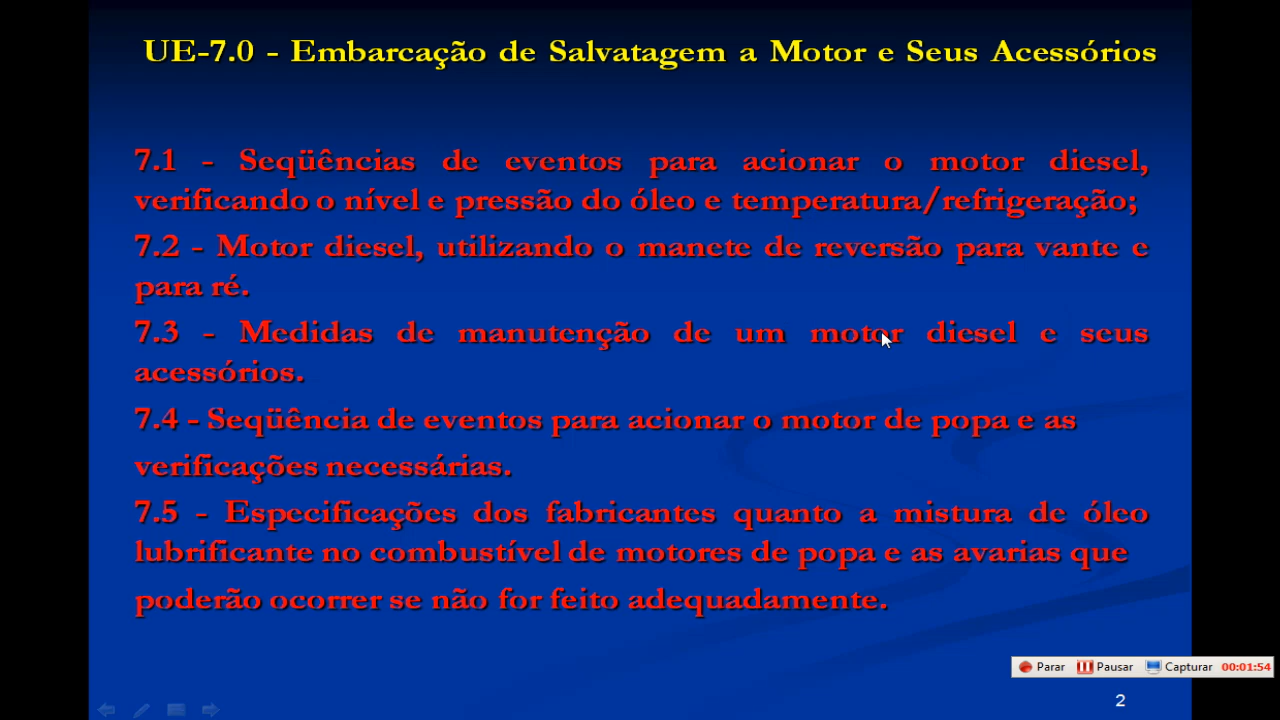 UE-7.0 - Embarcação de Salvatagem a Motor e Seus Acessórios
7.1 - Seqüências de eventos para acionar o motor diesel,
verificando o nível e pressão do óleo e temperatura/refrigeração;
7.2 - Motor diesel, utilizando o manete de reversão para vante e
para ré.
7.3 - Medidas de manutenção de um motor diesel e seus
acessórios.
7.4 - Seqüência de eventos para acionar o motor de popa e as
verificações necessárias.
7.5 - Especificações dos fabricantes quanto a mistura de óleo
lubrificante no combustível de motores de popa e as avarias que
poderão ocorrer se não for feito adequadamente.
Parar Pausar Capturar 00:01:54
2